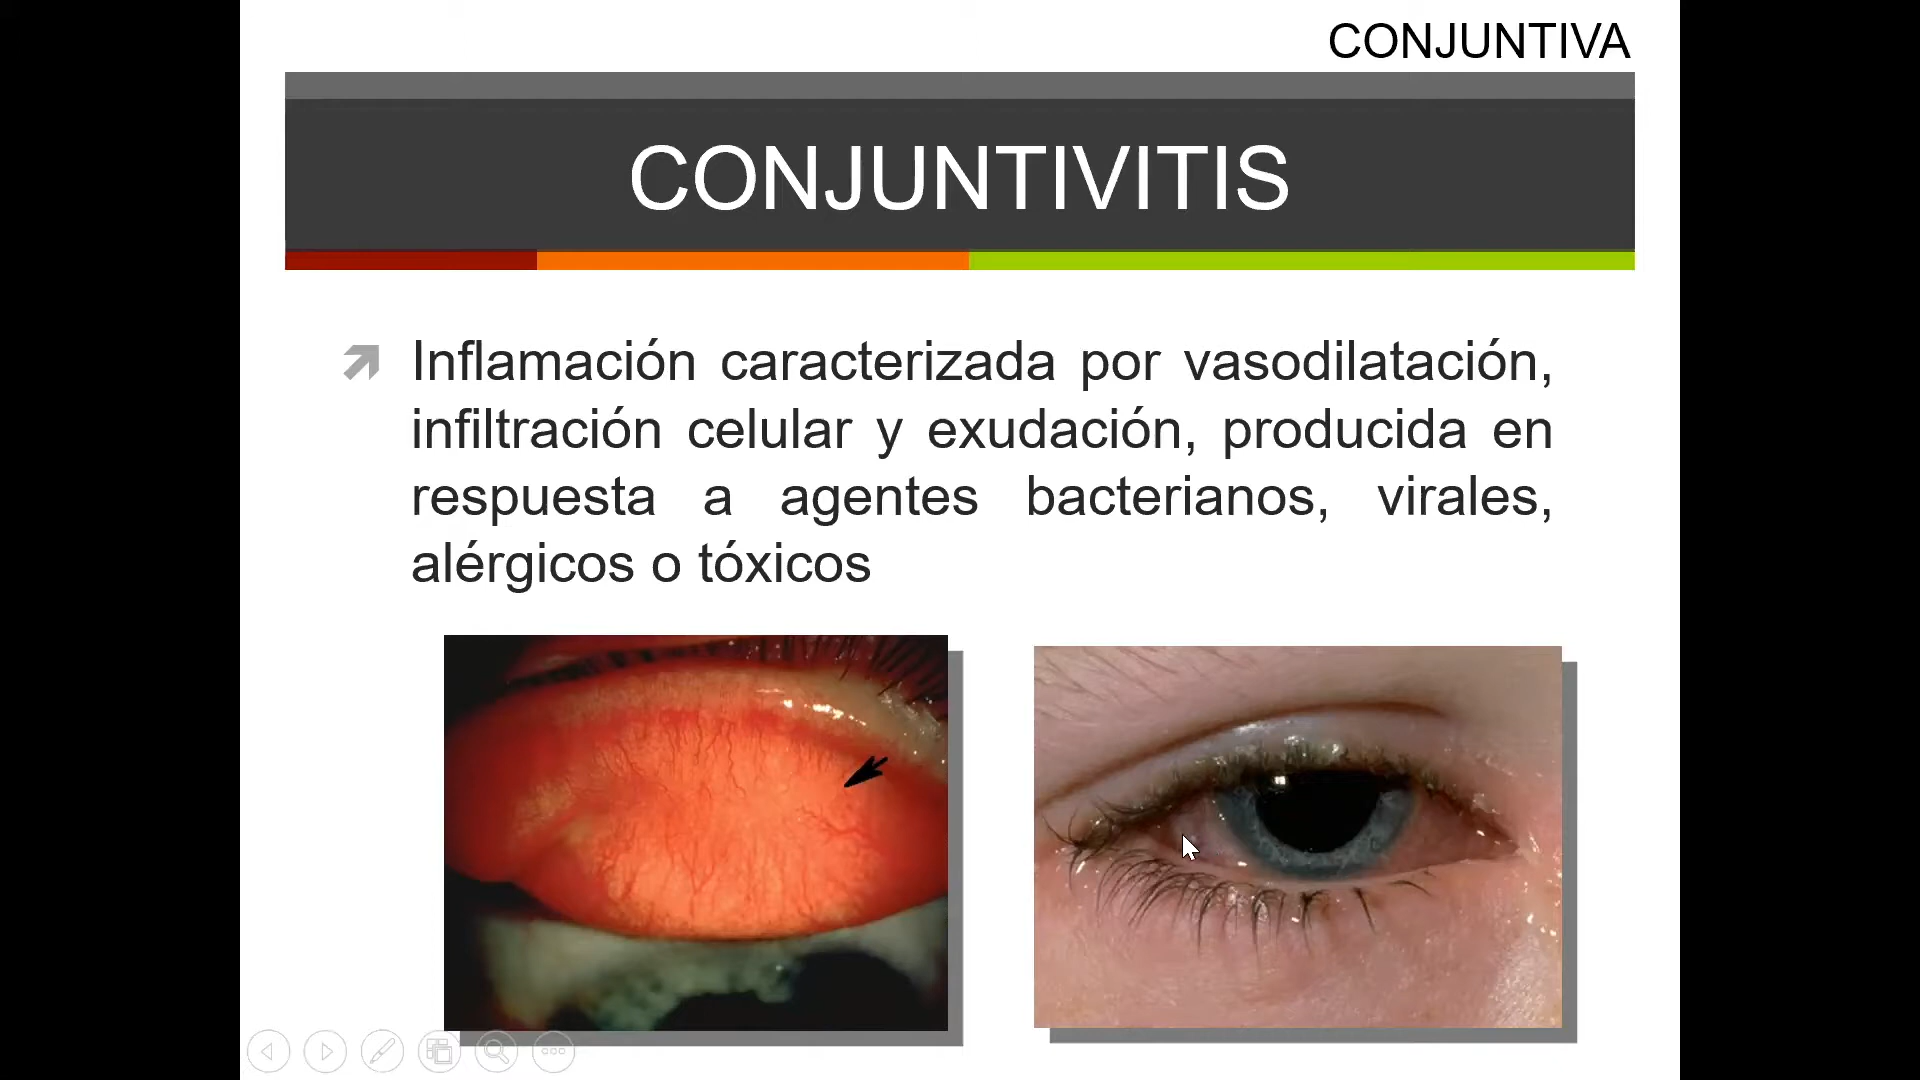 CONJUNTIVA
CONJUNTIVITIS
Inflamación caracterizada por vasodilatación,
infiltración celular y exudación, producida en
respuesta a agentes bacterianos, virales,
alérgicos o tóxicos